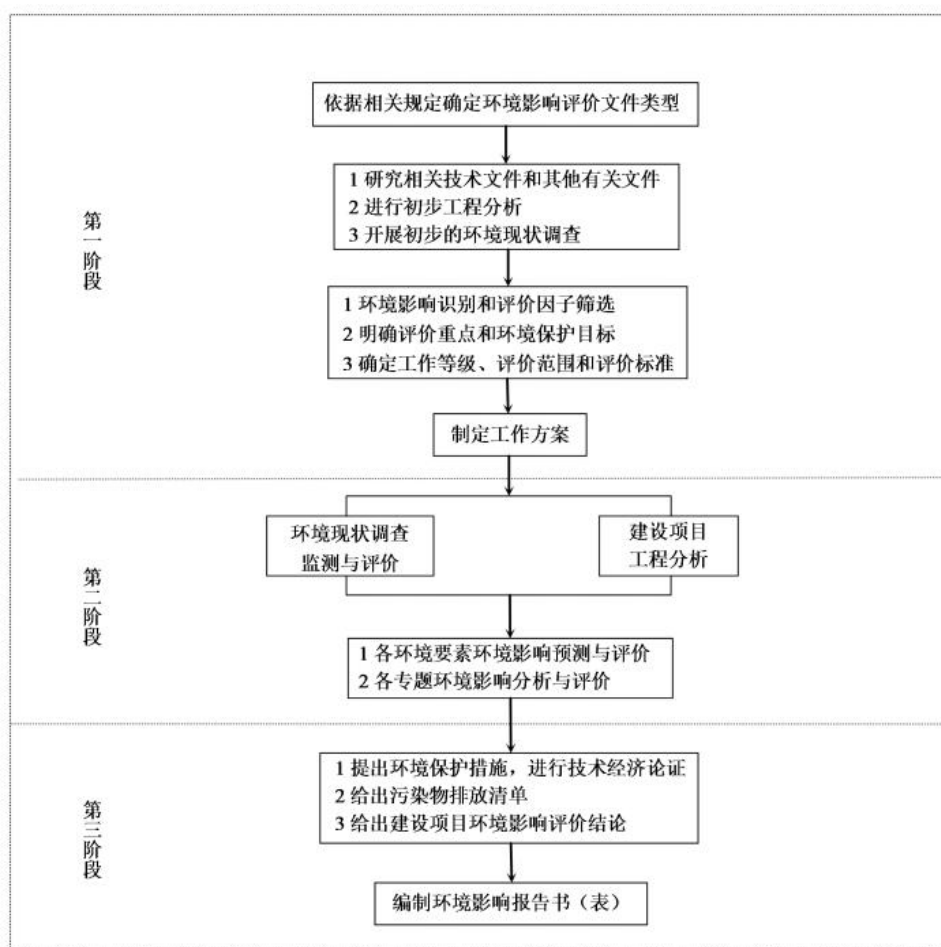 依据相关规定确定环境影响评价文件类型
1 研究相关技术文件和其他有关文件
2 进行初步工程分析
3 开展初步的环境现状调查
第一阶段
1 环境影响识别和评价因子筛选
2 明确评价重点和环境保护目标
3 确定工作等级、评价范围和评价标准
制定工作方案
环境现状调查
监测与评价
建设项目
工程分析
第二阶段
1 各环境要素环境影响预测与评价
2 各专题环境影响分析与评价
1 提出环境保护措施，进行技术经济论证
2 给出污染物排放清单
3 给出建设项目环境影响评价结论
第三阶段
编制环境影响报告书（表）